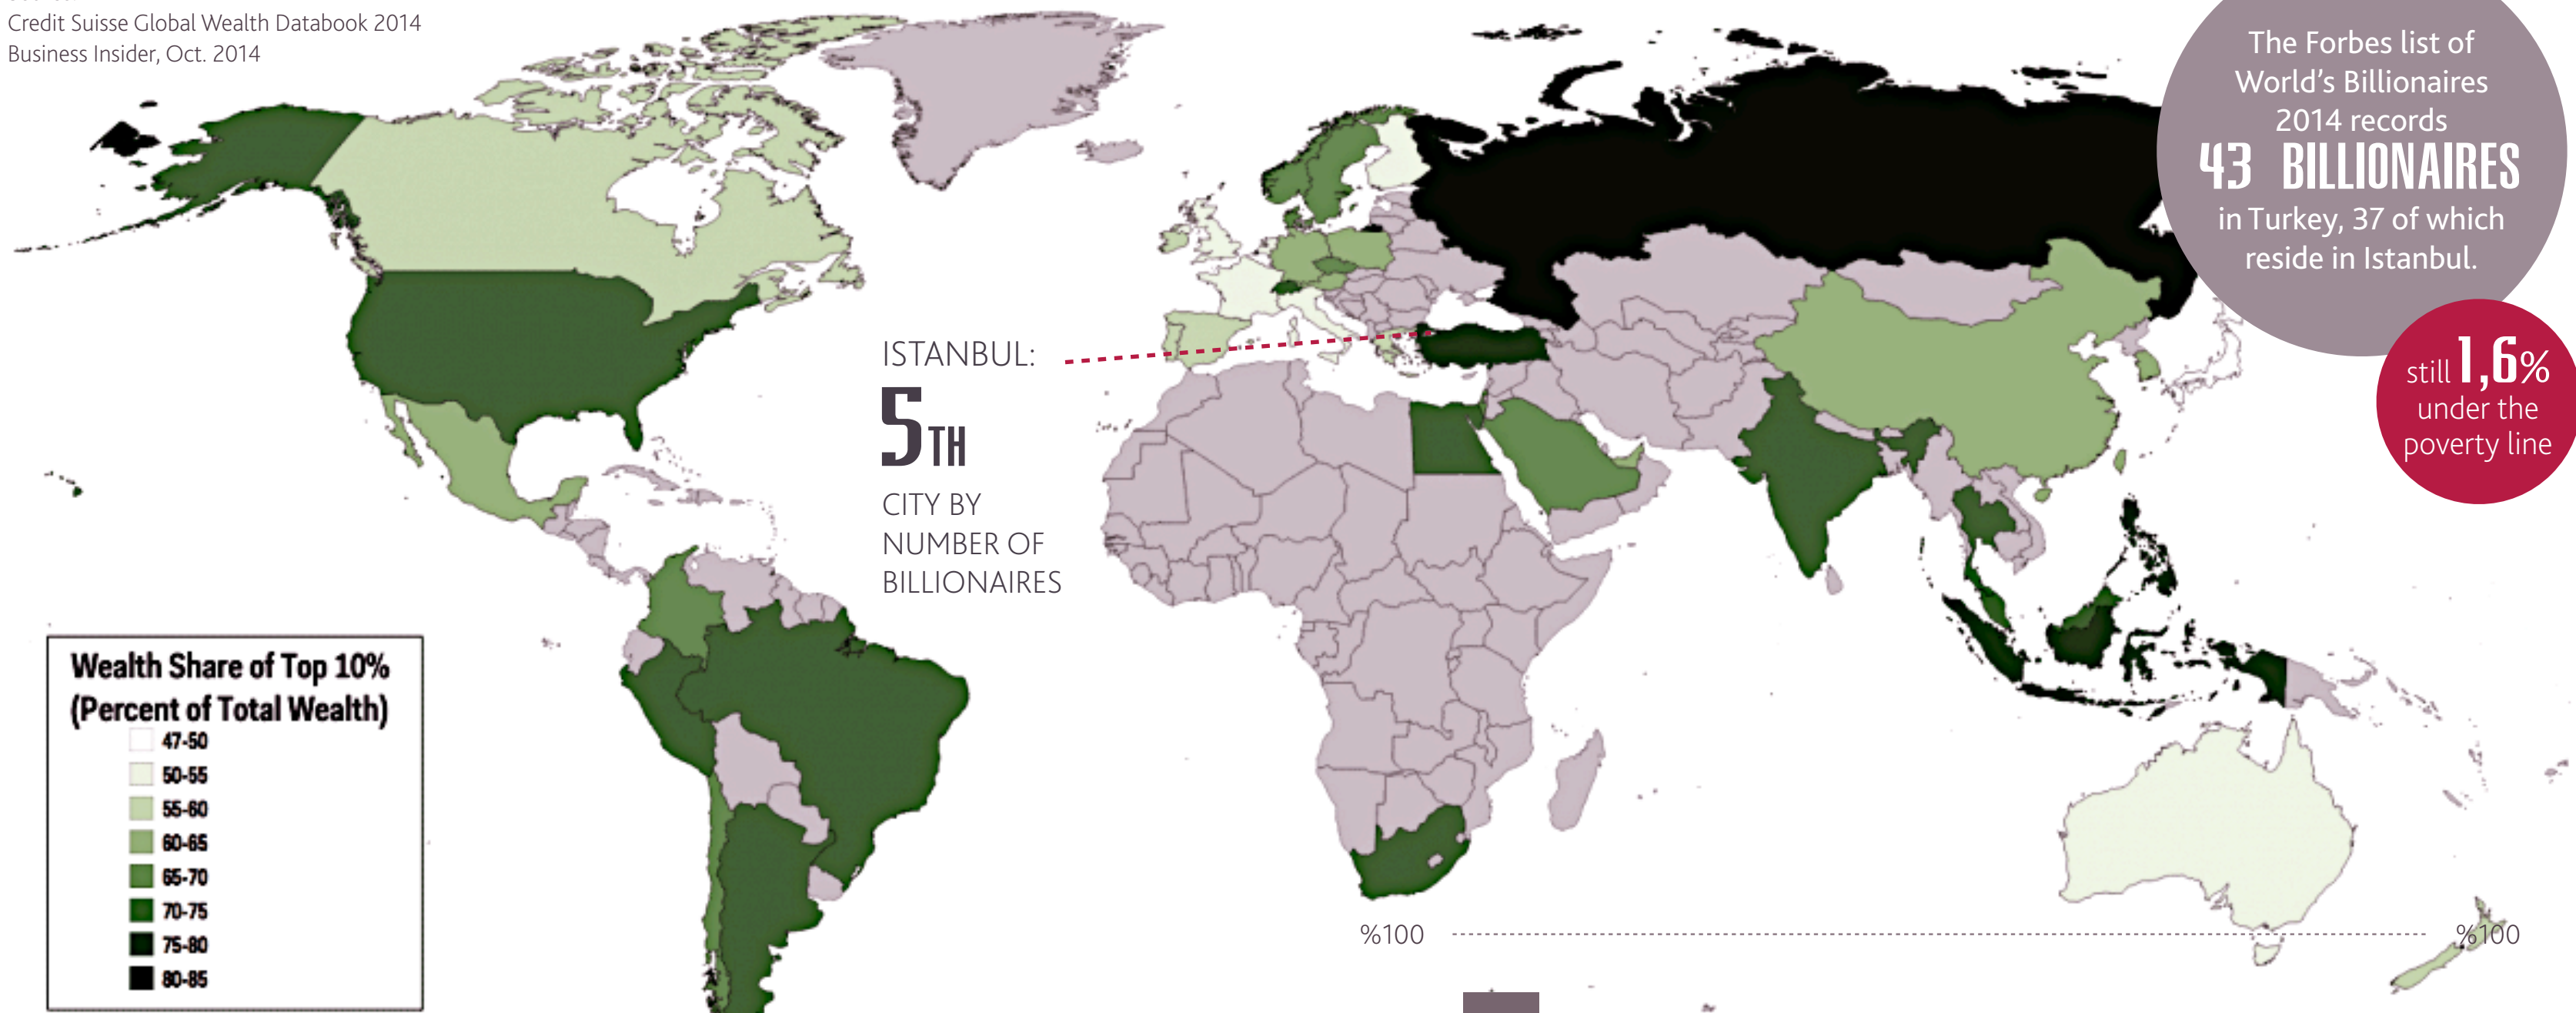 Credit Suisse Global Wealth Databook 2014
Business Insider, Oct. 2014
The Forbes list of
World's Billionaires
2014 records
43 BILLIONAIRES
in Turkey, 37 of which
reside in Istanbul.
still 1,6%
under the
poverty line
ISTANBUL:
5TH
CITY BY
NUMBER OF
BILLIONAIRES
Wealth Share of Top 10%
(Percent of Total Wealth)
47-50
50-55
55-60
60-65
65-70
70-75
75-80
80-85
%100
%100